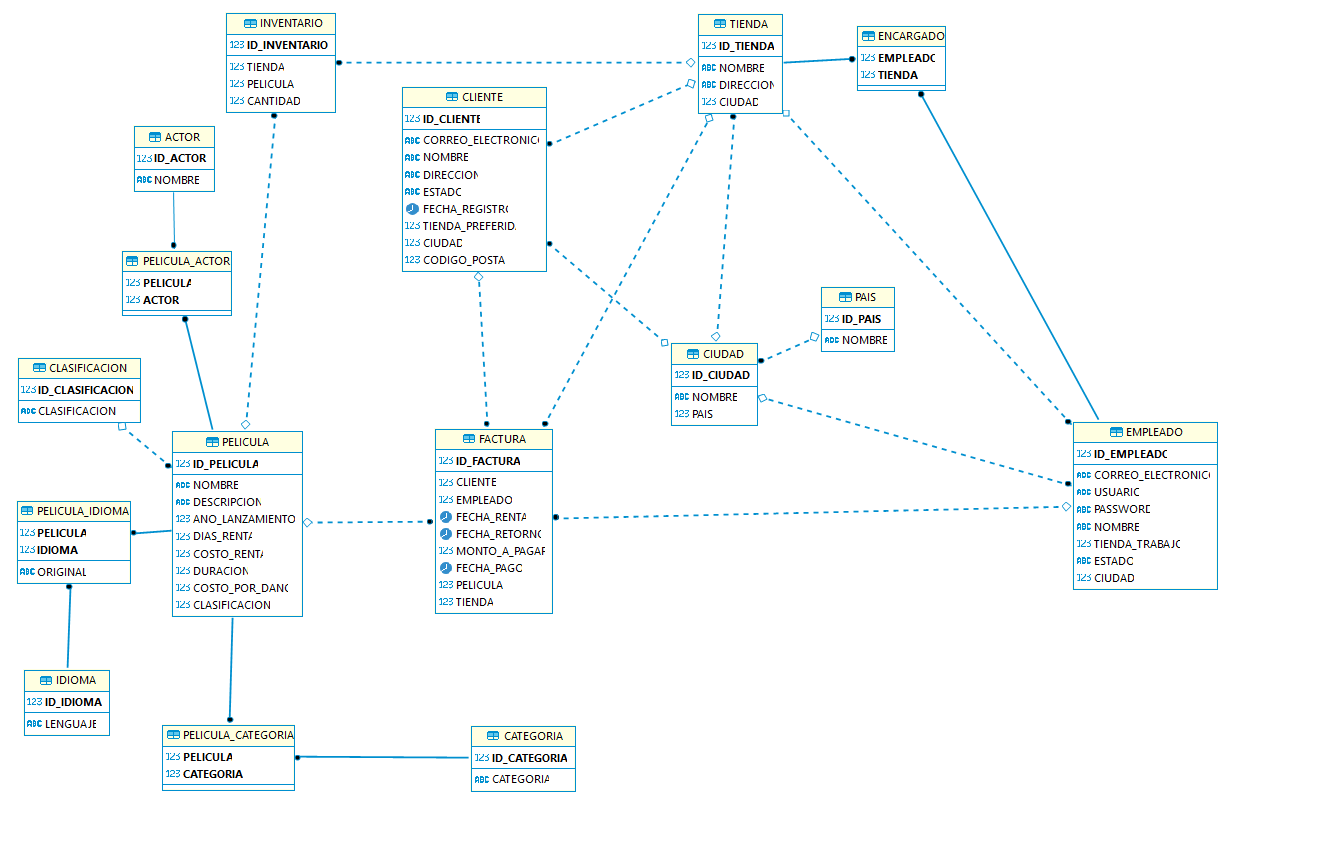 INVENTARIO
123 ID_INVENTARIO
123 TIENDA
123 PELICULA
123 CANTIDAD
TIENDA
123 ID_TIENDA
ABC NOMBRE
ABC DIRECCION
123 CIUDAD
ENCARGADO
123 EMPLEADO
123 TIENDA
CLIENTE
123 ID_CLIENTE
ABC CORREO_ELECTRONICO
ABC NOMBRE
ABC DIRECCION
ABC ESTADO
FECHA_REGISTRO
123 TIENDA_PREFERID
123 CIUDAD
123 CODIGO_POSTA
ACTOR
123 ID_ACTOR
ABC NOMBRE
PELICULA_ACTOR
123 PELICULA
123 ACTOR
PAIS
123 ID_PAIS
ABC NOMBRE
CIUDAD
123 ID_CIUDAD
ABC NOMBRE
123 PAIS
CLASIFICACION
123 ID_CLASIFICACION
ABC CLASIFICACION
PELICULA
123 ID_PELICULA
ABC NOMBRE
ABC DESCRIPCION
123 ANO_LANZAMIENTO
123 DIAS_RENTA
123 COSTO_RENTA
123 DURACION
123 COSTO_POR_DANO
123 CLASIFICACION
FACTURA
123 ID_FACTURA
123 CLIENTE
123 EMPLEADO
FECHA_RENTA
FECHA_RETORNO
123 MONTO_A_PAGAR
FECHA_PAGO
123 PELICULA
123 TIENDA
EMPLEADO
123 ID_EMPLEADO
ABC CORREO_ELECTRONICO
ABC USUARIO
ABC PASSWORD
ABC NOMBRE
123 TIENDA_TRABAJO
ABC ESTADO
123 CIUDAD
PELICULA_IDIOMA
123 PELICULA
123 IDIOMA
ABC ORIGINAL
IDIOMA
123 ID_IDIOMA
ABC LENGUAJE
PELICULA_CATEGORIA
123 PELICULA
123 CATEGORIA
CATEGORIA
123 ID_CATEGORIA
ABC CATEGORIA